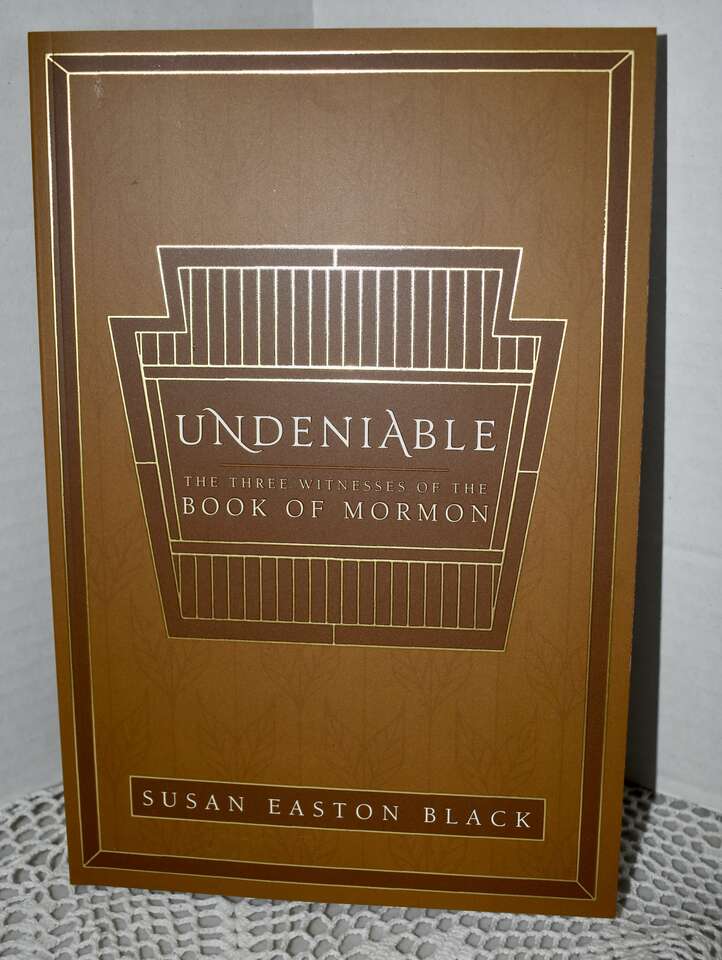 UNDENIABLE
THE THREE WITNESSES OF THE
BOOK OF MORMON
SUSAN EASTON BLACK